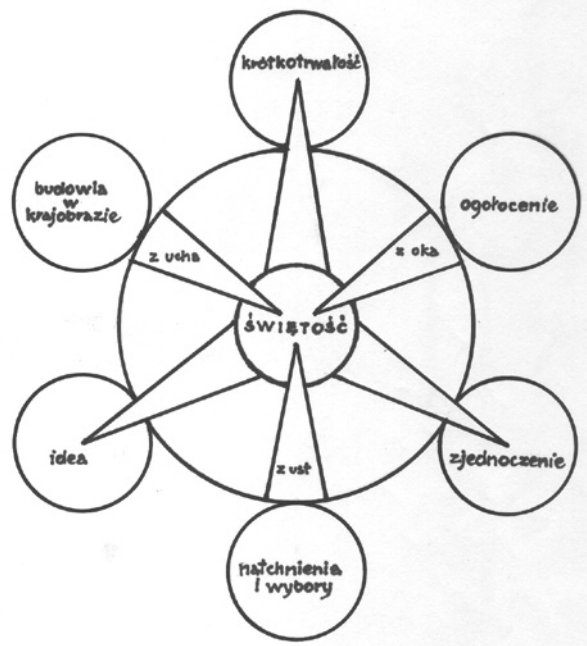 krótkotrwałość
budowla
w
krajobrazie
ogołocenie
z ucha
z oka
ŚWIĘTOŚĆ
idea
z ust
zjednoczenie
natchnienia
i wybory